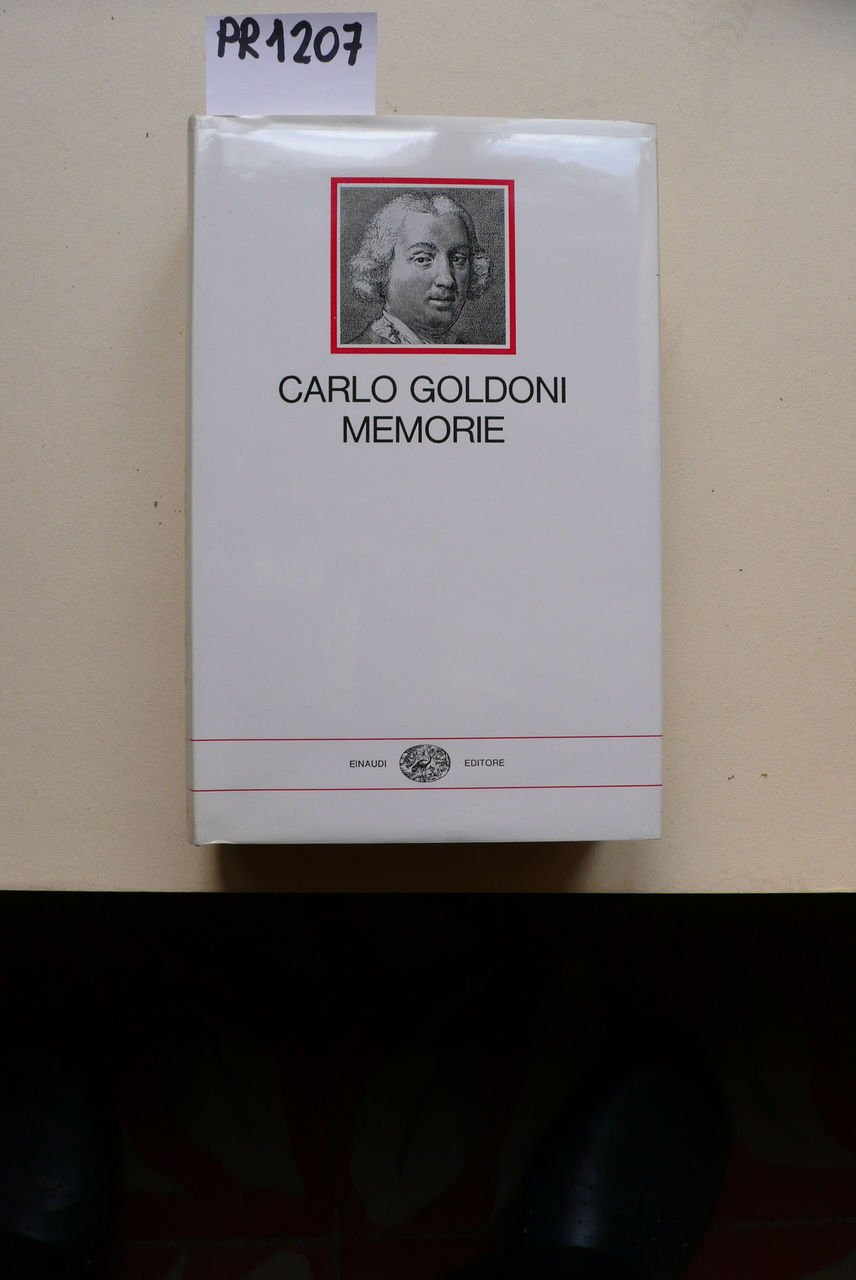 PR1207
CARLO GOLDONI
MEMORIE
EINAUDI EDITORE